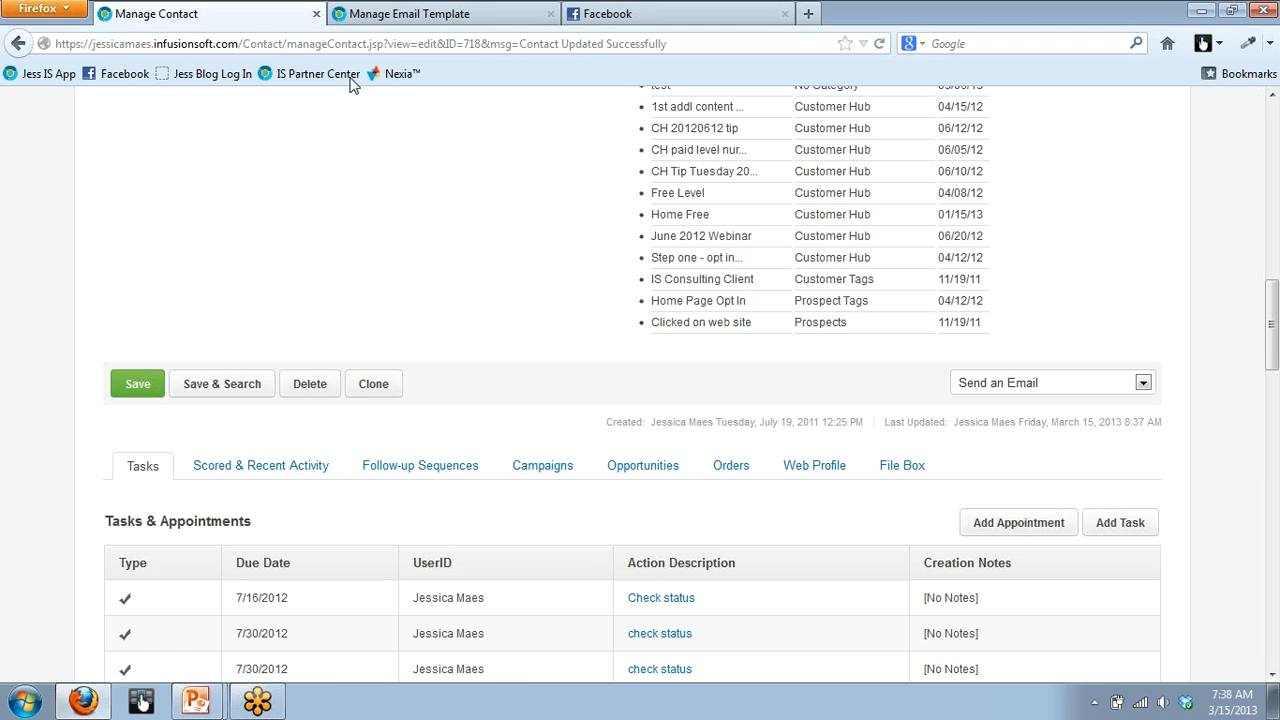 Firefox
Manage Contact
Manage Email Template
Facebook
https://jessicamaes.infusionsoft.com/Contact/manageContact.jsp?view=edit&ID=718&msg=Contact Updated Successfully
Google
Jess IS App
Facebook
Jess Blog Log In
IS Partner Center
Nexia™
Bookmarks
test No Category
1st addl content ... Customer Hub 04/15/12
CH 20120612 tip Customer Hub 06/12/12
CH paid level nur... Customer Hub 06/05/12
CH Tip Tuesday 20... Customer Hub 06/10/12
Free Level Customer Hub 04/08/12
Home Free Customer Hub 01/15/13
June 2012 Webinar Customer Hub 06/20/12
Step one - opt in... Customer Hub 04/12/12
IS Consulting Client Customer Tags 11/19/11
Home Page Opt In Prospect Tags 04/12/12
Clicked on web site Prospects 11/19/11
Save
Save & Search
Delete
Clone
Send an Email
Created: Jessica Maes Tuesday, July 19, 2011 12:25 PM | Last Updated: Jessica Maes Friday, March 15, 2013 8:37 AM
Tasks
Scored & Recent Activity
Follow-up Sequences
Campaigns
Opportunities
Orders
Web Profile
File Box
Tasks & Appointments
Add Appointment
Add Task
Type Due Date UserID Action Description Creation Notes
7/16/2012 Jessica Maes Check status [No Notes]
7/30/2012 Jessica Maes check status [No Notes]
7/30/2012 Jessica Maes check status [No Notes]
7:38 AM
3/15/2013